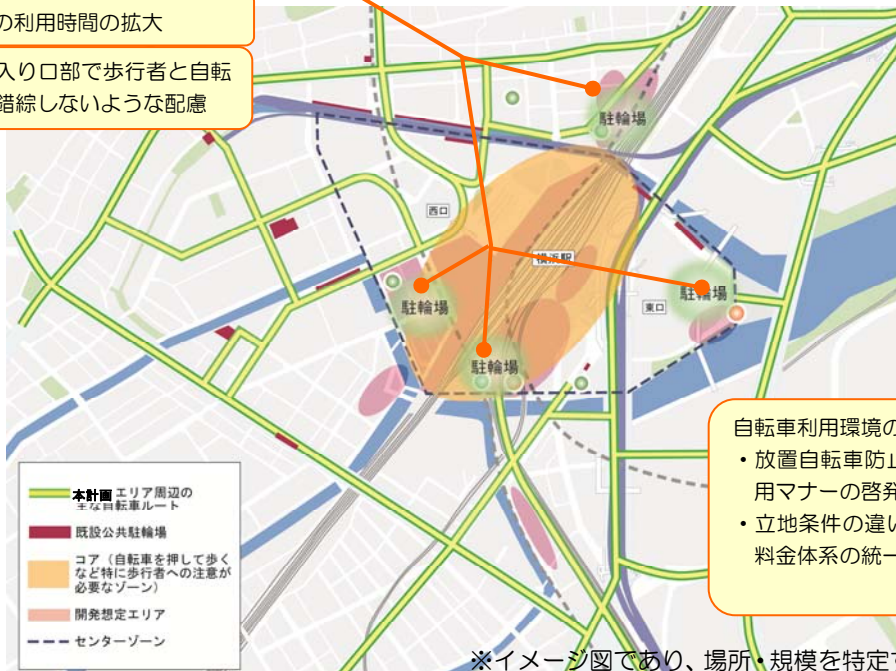 の利用時間の拡大
入り口部で歩行者と自転
錯綜しないような配慮
駐輪場
西口
横浜駅
駐輪場
東口
駐輪場
駐輪場
自転車利用環境の
・放置自転車防止
用マナーの啓発
・立地条件の違い
料金体系の統一
本計画エリア周辺の
主な自転車ルート
既設公共駐輪場
コア（自転車を押して歩く
など特に歩行者への注意が
必要なゾーン）
開発想定エリア
センターゾーン
※イメージ図であり、場所・規模を特定す